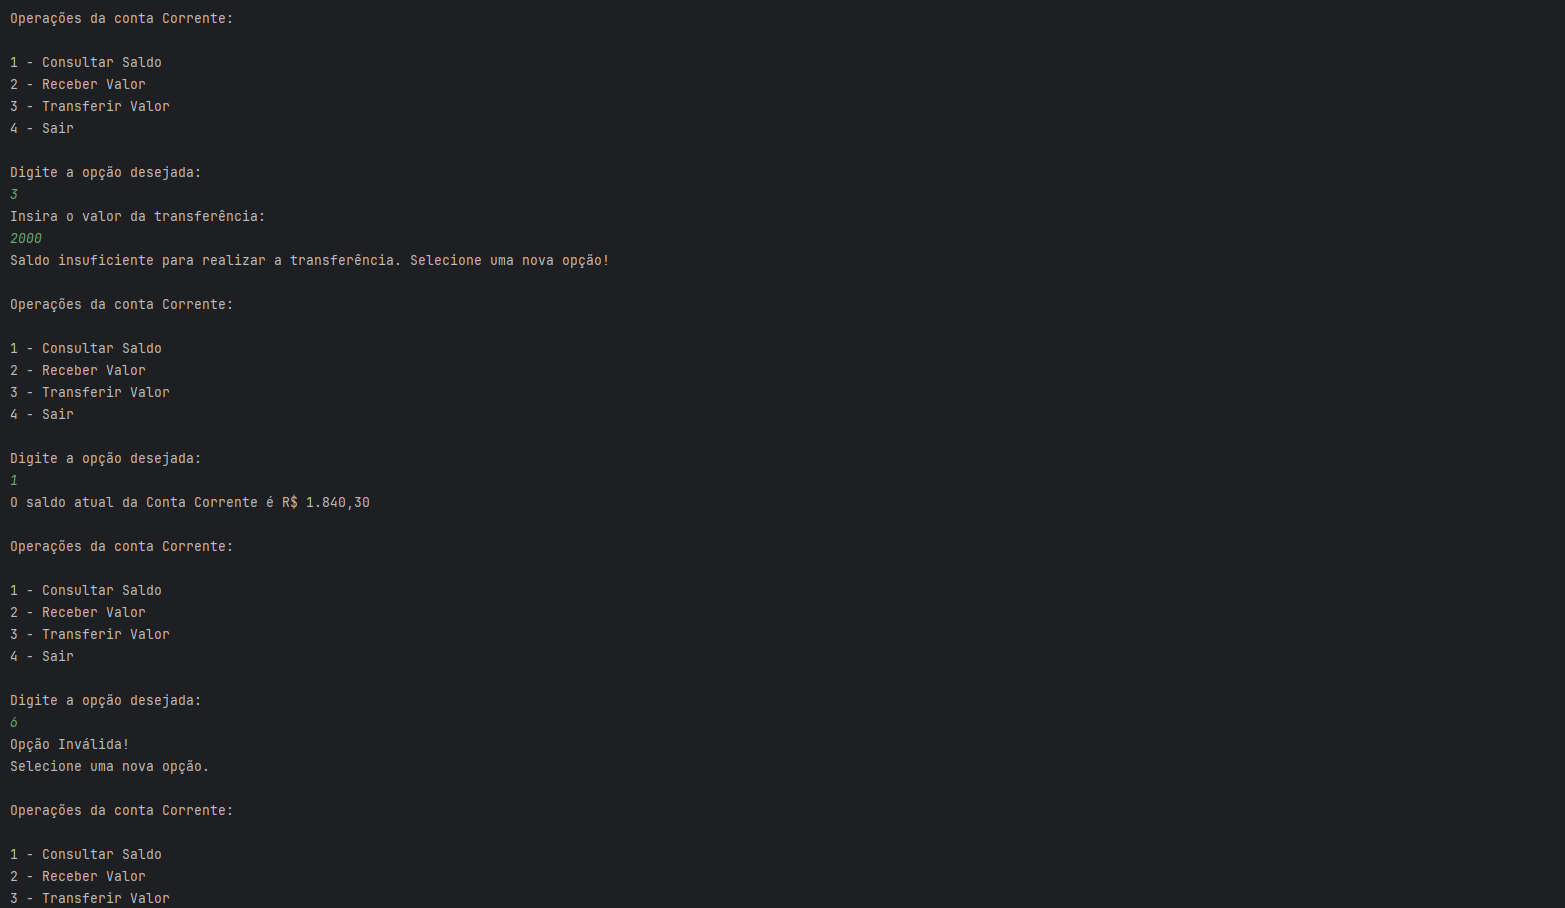 Operações da conta Corrente:
1 - Consultar Saldo
2 - Receber Valor
3 - Transferir Valor
4 - Sair
Digite a opção desejada:
3
Insira o valor da transferência:
2000
Saldo insuficiente para realizar a transferência. Selecione uma nova opção!
Operações da conta Corrente:
1 - Consultar Saldo
2 - Receber Valor
3 - Transferir Valor
4 - Sair
Digite a opção desejada:
1
O saldo atual da Conta Corrente é R$ 1.840,30
Operações da conta Corrente:
1 - Consultar Saldo
2 - Receber Valor
3 - Transferir Valor
4 - Sair
Digite a opção desejada:
6
Opção Inválida!
Selecione uma nova opção.
Operações da conta Corrente:
1 - Consultar Saldo
2 - Receber Valor
3 - Transferir Valor